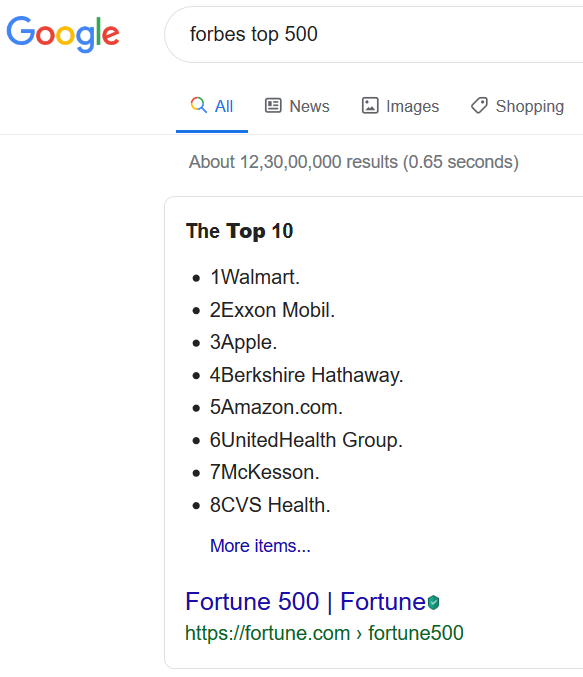 Google
forbes top 500
All News Images Shopping
About 12,30,00,000 results (0.65 seconds)
The Top 10
• 1Walmart.
• 2Exxon Mobil.
• 3Apple.
• 4Berkshire Hathaway.
• 5Amazon.com.
• 6UnitedHealth Group.
• 7McKesson.
• 8CVS Health.
More items...
Fortune 500 | Fortune
https://fortune.com › fortune500